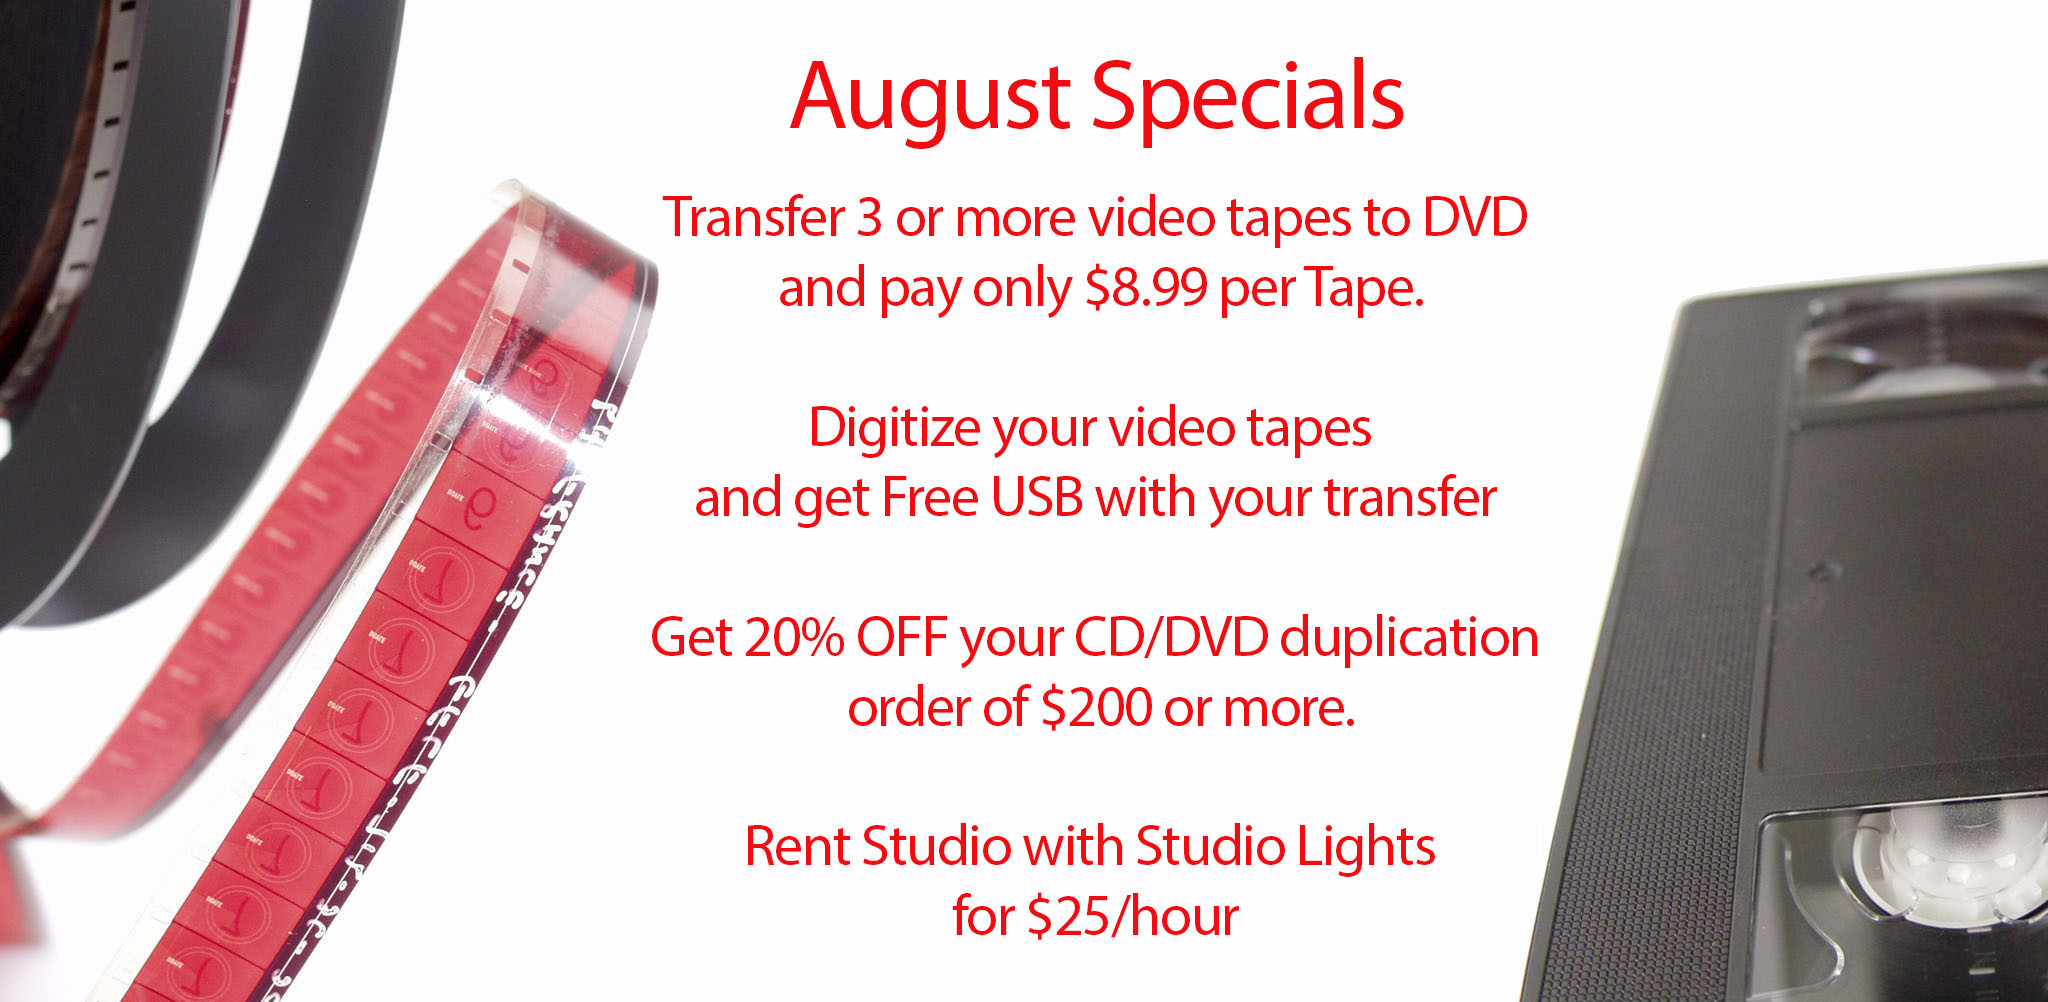 August Specials
Transfer 3 or more video tapes to DVD
and pay only $8.99 per Tape.
Digitize your video tapes
and get Free USB with your transfer
Get 20% OFF your CD/DVD duplication
order of $200 or more.
Rent Studio with Studio Lights
for $25/hour